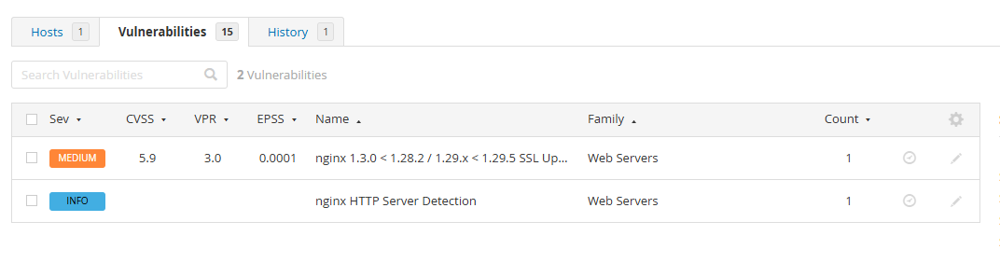 Hosts 1 Vulnerabilities 15 History 1
Search Vulnerabilities 2 Vulnerabilities
Sev CVSS VPR EPSS Name Family Count
MEDIUM 5.9 3.0 0.0001 nginx 1.3.0 < 1.28.2 / 1.29.x < 1.29.5 SSL Up... Web Servers 1
INFO nginx HTTP Server Detection Web Servers 1